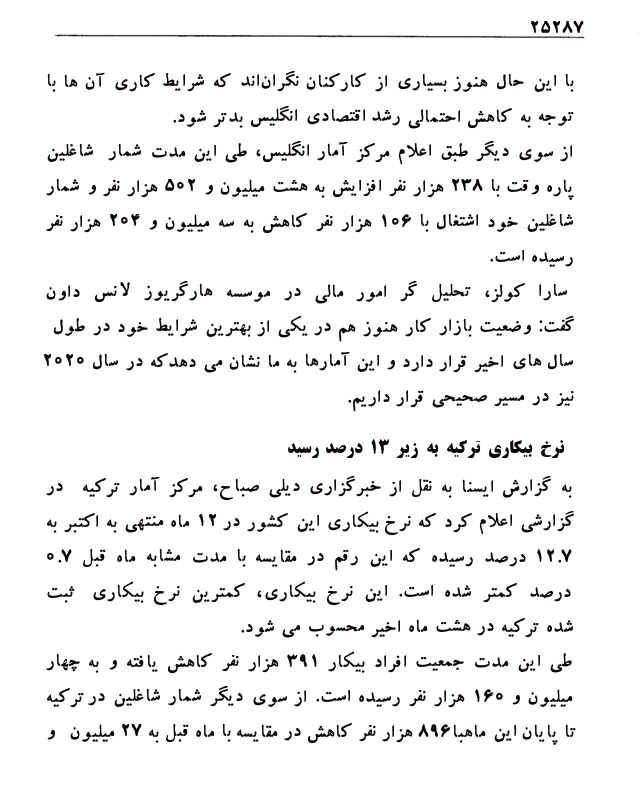 ۲۵۲۸۷
با این حال هنوز بسیاری از کارکنان نگران‌اند که شرایط کاری آن ها با
توجه به کاهش احتمالی رشد اقتصادی انگلیس بدتر شود.
از سوی دیگر طبق اعلام مرکز آمار انگلیس، طی این مدت شمار شاغلین
پاره وقت با ۲۳۸ هزار نفر افزایش به هشت میلیون و ۵۰۲ هزار نفر و شمار
شاغلین خود اشتغال با ۱۰۶ هزار نفر کاهش به سه میلیون و ۲۰۴ هزار نفر
رسیده است.
سارا کولز، تحلیل گر امور مالی در موسسه هارگریوز لانس داون
گفت: وضعیت بازار کار هنوز هم در یکی از بهترین شرایط خود در طول
سال های اخیر قرار دارد و این آمارها به ما نشان می دهدکه در سال ۲۰۲۰
نیز در مسیر صحیحی قرار داریم.
نرخ بیکاری ترکیه به زیر ۱۳ درصد رسید
به گزارش ایسنا به نقل از خبرگزاری دیلی صباح، مرکز آمار ترکیه در
گزارشی اعلام کرد که نرخ بیکاری این کشور در ۱۲ ماه منتهی به اکتبر به
۱۲.۷ درصد رسیده که این رقم در مقایسه با مدت مشابه ماه قبل ۰.۷
درصد کمتر شده است. این نرخ بیکاری، کمترین نرخ بیکاری ثبت
شده ترکیه در هشت ماه اخیر محسوب می شود.
طی این مدت جمعیت افراد بیکار ۳۹۱ هزار نفر کاهش یافته و به چهار
میلیون و ۱۶۰ هزار نفر رسیده است. از سوی دیگر شمار شاغلین در ترکیه
تا پایان این ماهبا۸۹۶ هزار نفر کاهش در مقایسه با ماه قبل به ۲۷ میلیون و